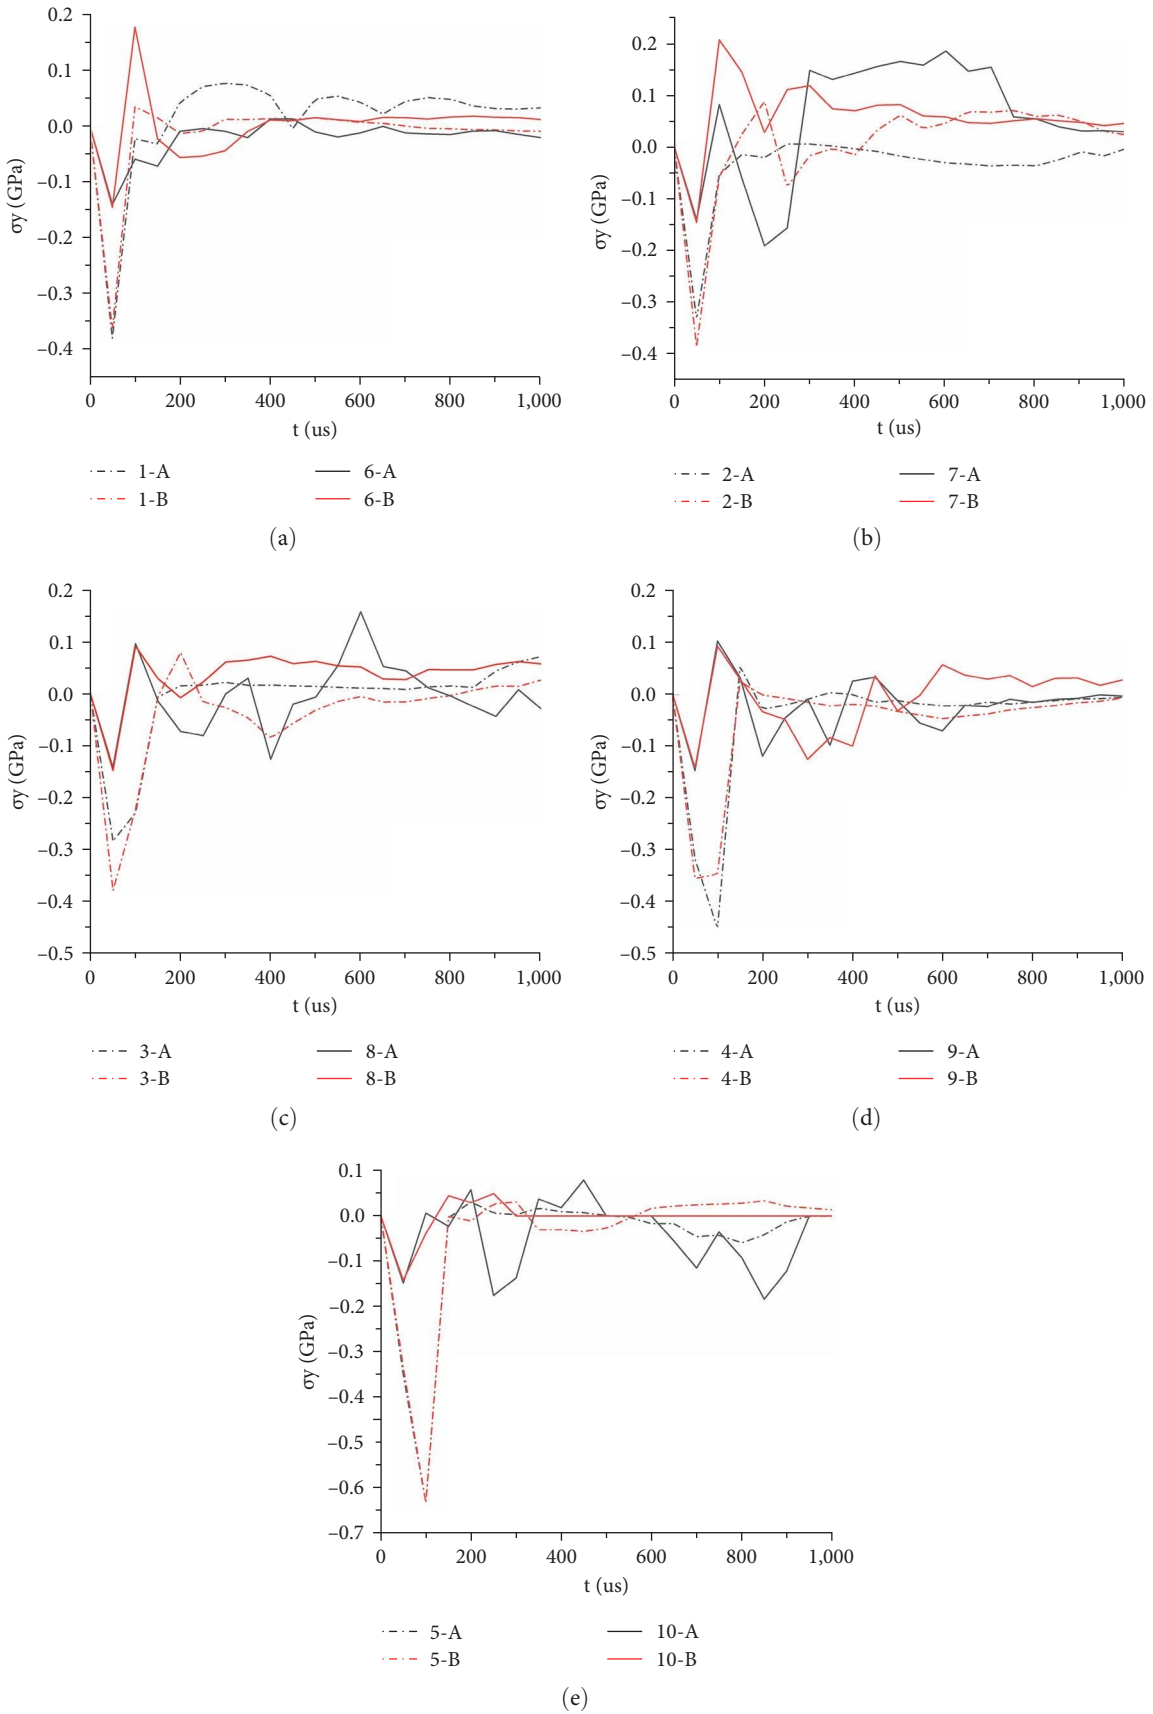 0.2
0.1
0.0
–0.1
–0.2
–0.3
–0.4
σy (GPa)
0 200 400 600 800 1,000
t (us)
1-A 6-A
1-B 6-B
(a)
0.2
0.1
0.0
–0.1
–0.2
–0.3
–0.4
σy (GPa)
0 200 400 600 800 1,000
t (us)
2-A 7-A
2-B 7-B
(b)
0.2
0.1
0.0
–0.1
–0.2
–0.3
–0.4
–0.5
σy (GPa)
0 200 400 600 800 1,000
t (us)
3-A 8-A
3-B 8-B
(c)
0.2
0.1
0.0
–0.1
–0.2
–0.3
–0.4
–0.5
σy (GPa)
0 200 400 600 800 1,000
t (us)
4-A 9-A
4-B 9-B
(d)
0.1
0.0
–0.1
–0.2
–0.3
–0.4
–0.5
–0.6
–0.7
σy (GPa)
0 200 400 600 800 1,000
t (us)
5-A 10-A
5-B 10-B
(e)